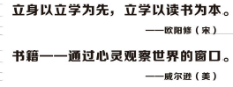 立身以立学为先，立学以读书为本。
——欧阳修（宋）
书籍——通过心灵观察世界的窗口。
——威尔逊（美）